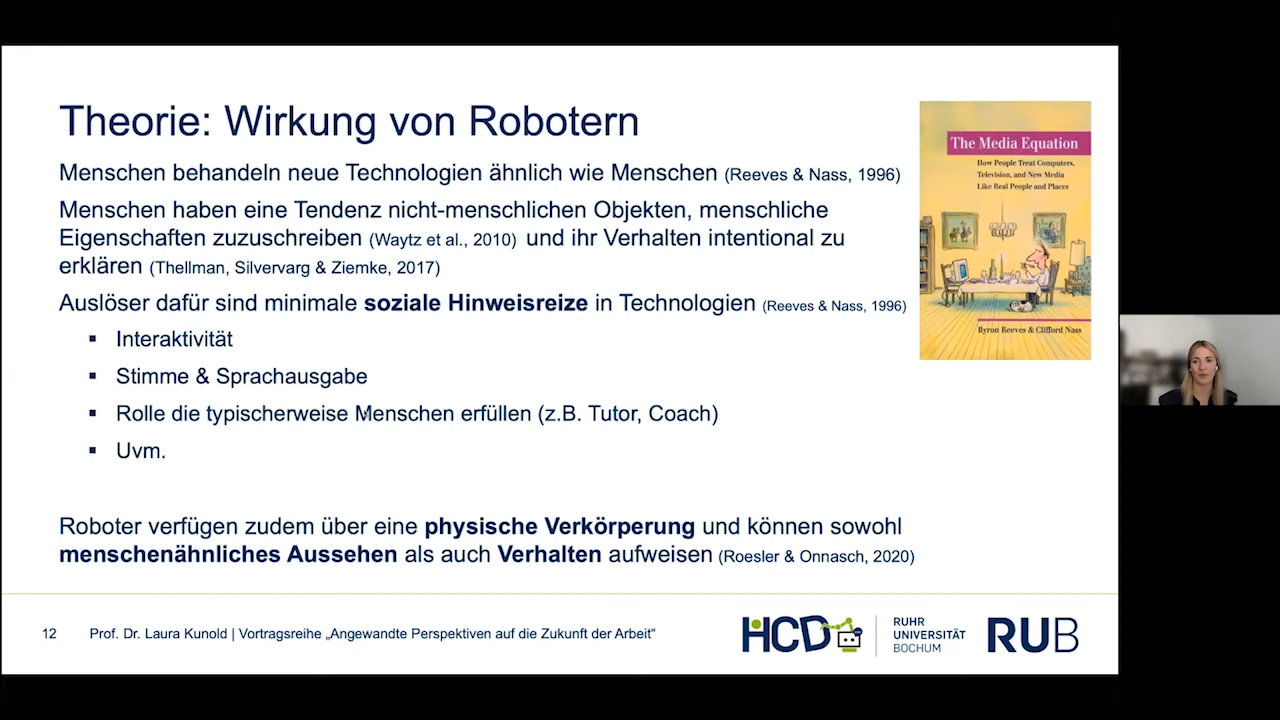 Theorie: Wirkung von Robotern
Menschen behandeln neue Technologien ähnlich wie Menschen (Reeves & Nass, 1996)
Menschen haben eine Tendenz nicht-menschlichen Objekten, menschliche
Eigenschaften zuzuschreiben (Waytz et al., 2010) und ihr Verhalten intentional zu
erklären (Thellman, Silvervarg & Ziemke, 2017)
Auslöser dafür sind minimale soziale Hinweisreize in Technologien (Reeves & Nass, 1996)
▪ Interaktivität
▪ Stimme & Sprachausgabe
▪ Rolle die typischerweise Menschen erfüllen (z.B. Tutor, Coach)
▪ Uvm.
Roboter verfügen zudem über eine physische Verkörperung und können sowohl
menschenähnliches Aussehen als auch Verhalten aufweisen (Roesler & Onnasch, 2020)
The Media Equation
How People Treat Computers,
Television, and New Media
Like Real People and Places
Byron Reeves & Clifford Nass
12 Prof. Dr. Laura Kunold | Vortragsreihe „Angewandte Perspektiven auf die Zukunft der Arbeit“
HCD
RUHR
UNIVERSITÄT
BOCHUM
RUB